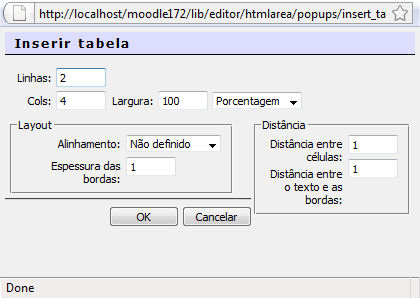 http://localhost/moodle172/lib/editor/htmlarea/popups/insert_ta
Inserir tabela
Linhas: 2
Cols: 4 Largura: 100 Porcentagem
Layout
Alinhamento: Não definido
Espessura das
bordas: 1
Distância
Distância entre
células: 1
Distância entre
o texto e as
bordas: 1
OK Cancelar
Done